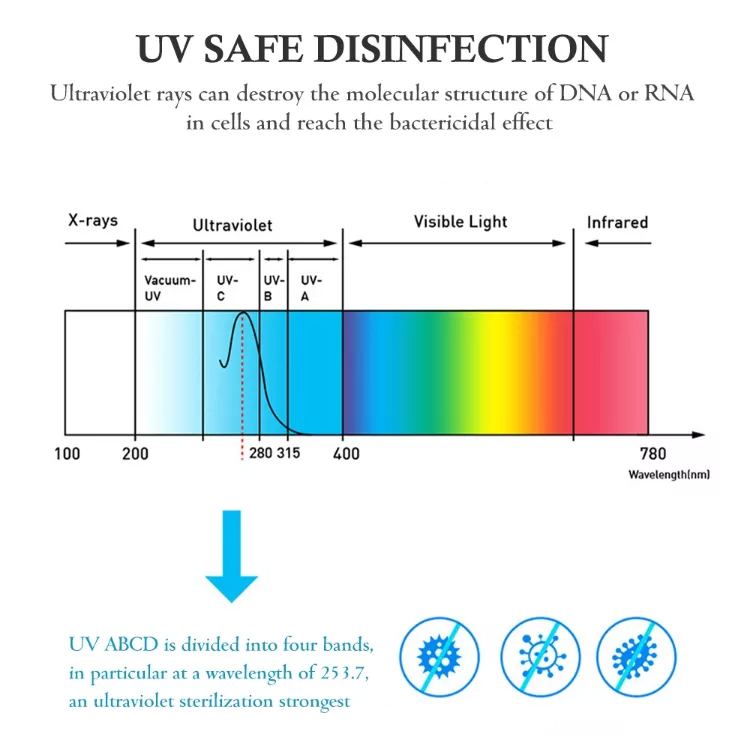 UV SAFE DISINFECTION
Ultraviolet rays can destroy the molecular structure of DNA or RNA
in cells and reach the bactericidal effect
X-rays
Ultraviolet
Visible Light
Infrared
Vacuum-
UV
UV-
C
UV-
B
UV-
A
100
200
280
315
400
780
Wavelength(nm)
UV ABCD is divided into four bands,
in particular at a wavelength of 253.7,
an ultraviolet sterilization strongest